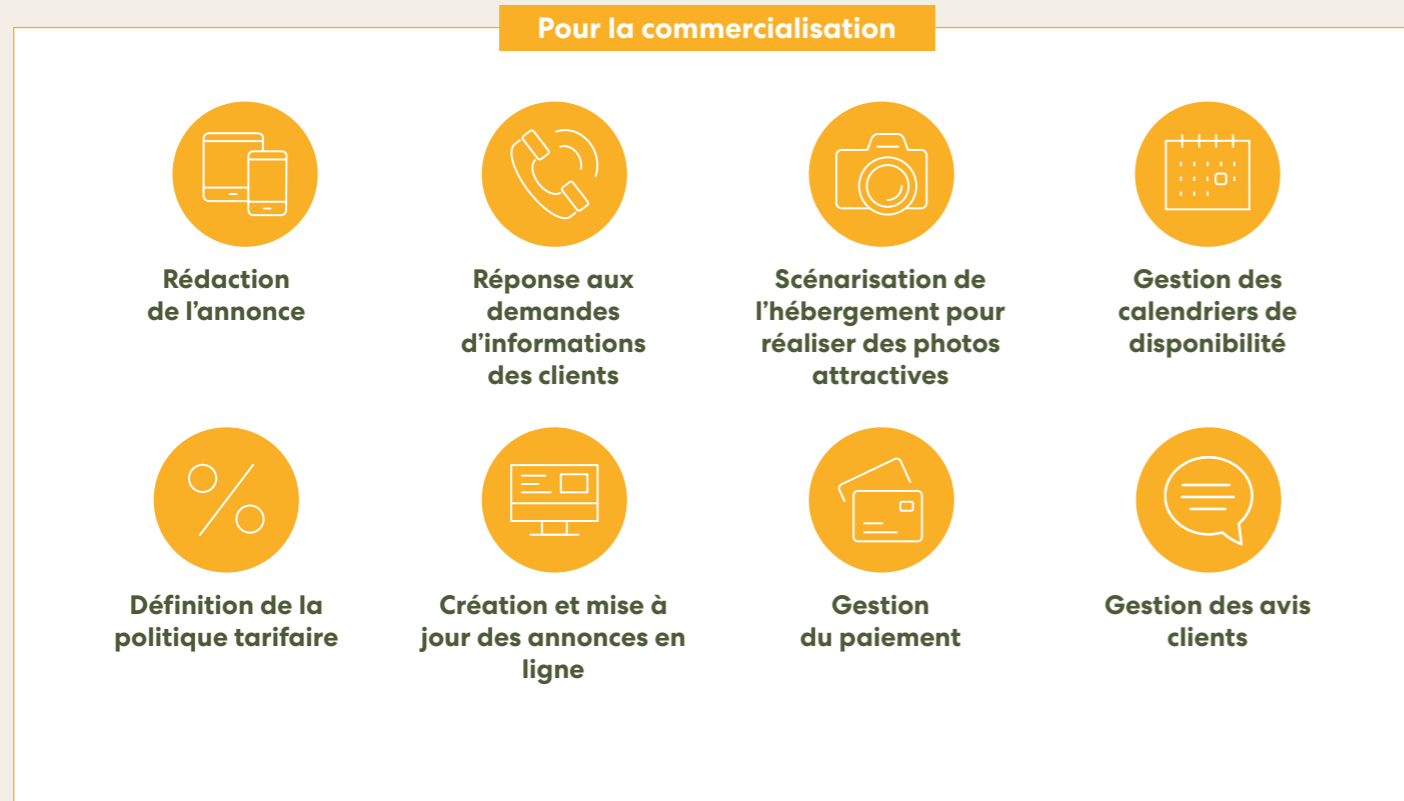 Pour la commercialisation
Rédaction
de l’annonce
Réponse aux
demandes
d’informations
des clients
Scénarisation de
l’hébergement pour
réaliser des photos
attractives
Gestion des
calendriers de
disponibilité
Définition de la
politique tarifaire
Création et mise à
jour des annonces en
ligne
Gestion
du paiement
Gestion des avis
clients